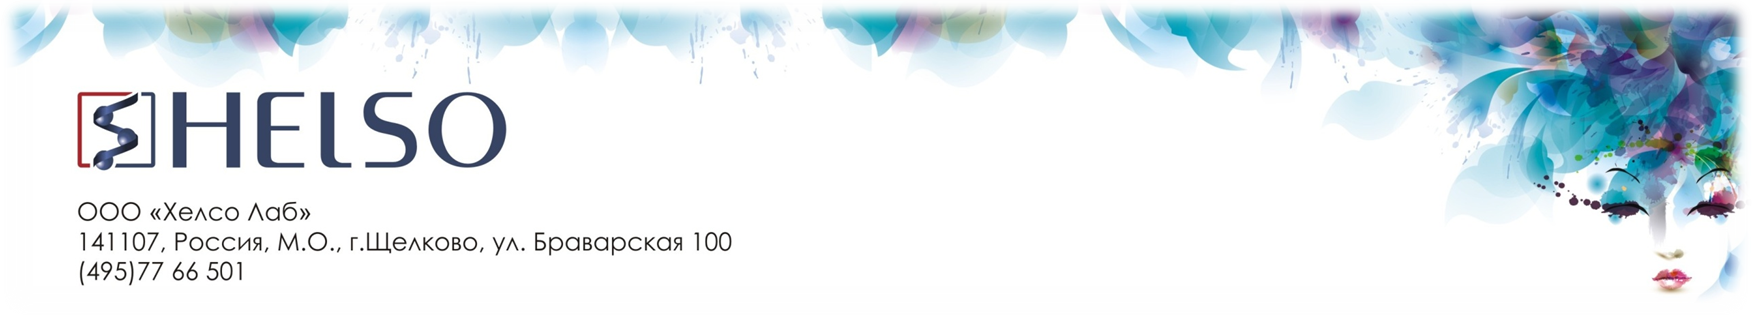 HELSO
ООО «Хелсо Лаб»
141107, Россия, М.О., г.Щелково, ул. Браварская 100
(495)77 66 501